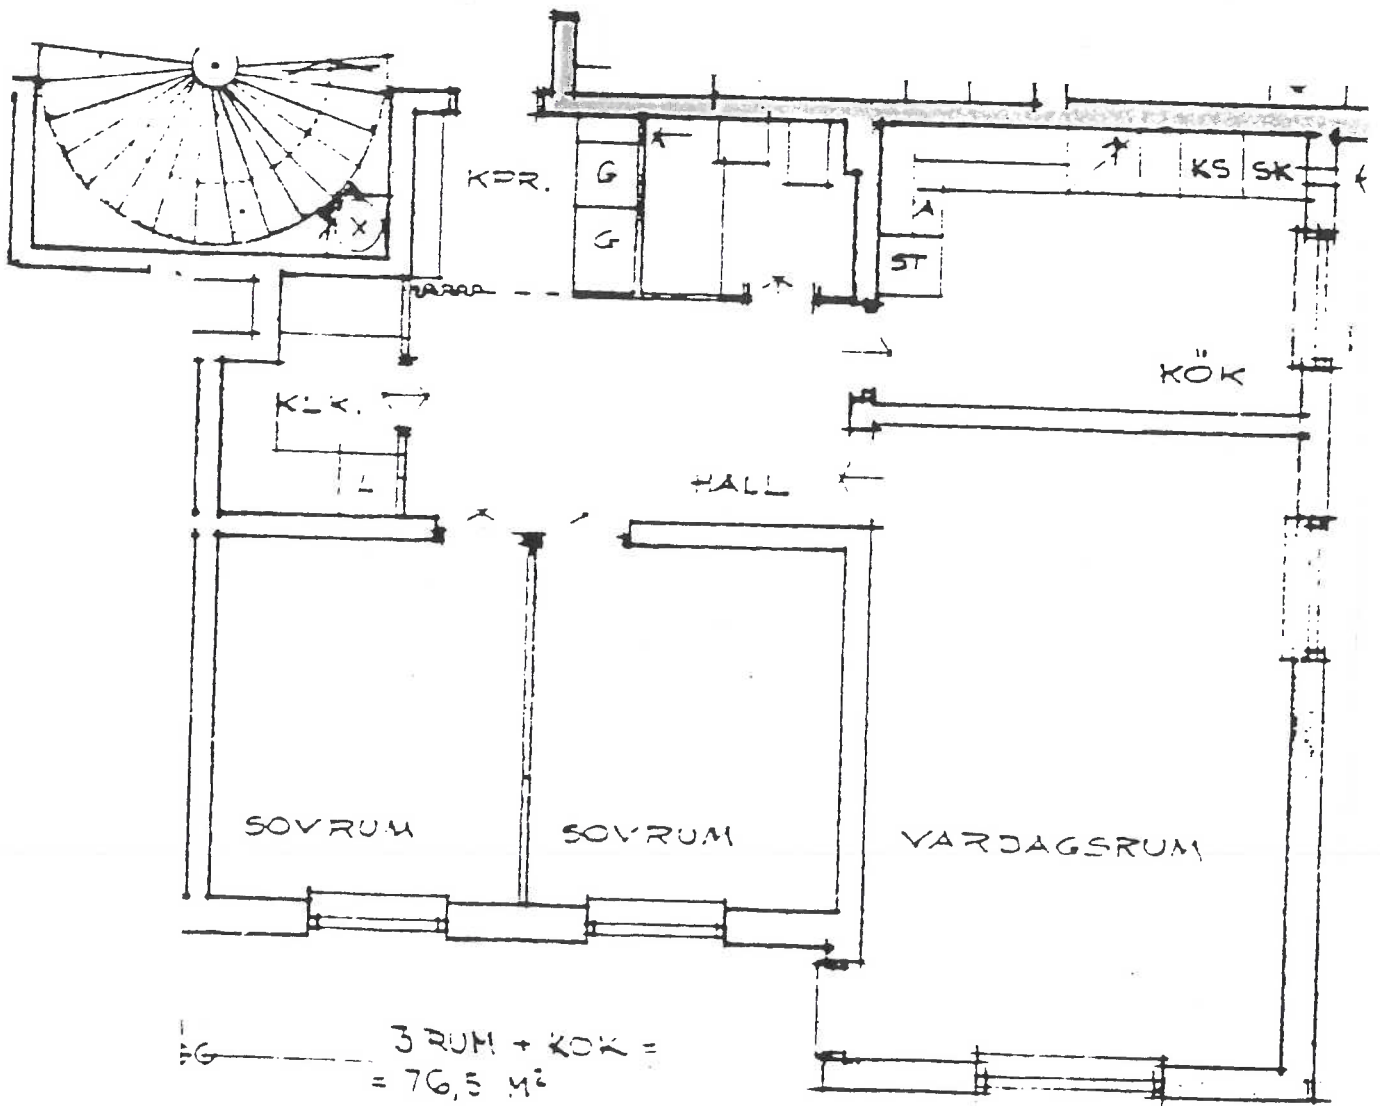 KPR.
G
G
KS SK
A
ST
KÖK
KLK.
L
HALL
SOVRUM SOVRUM VARDAGSRUM
3 RUM + KÖK =
= 76,5 M²